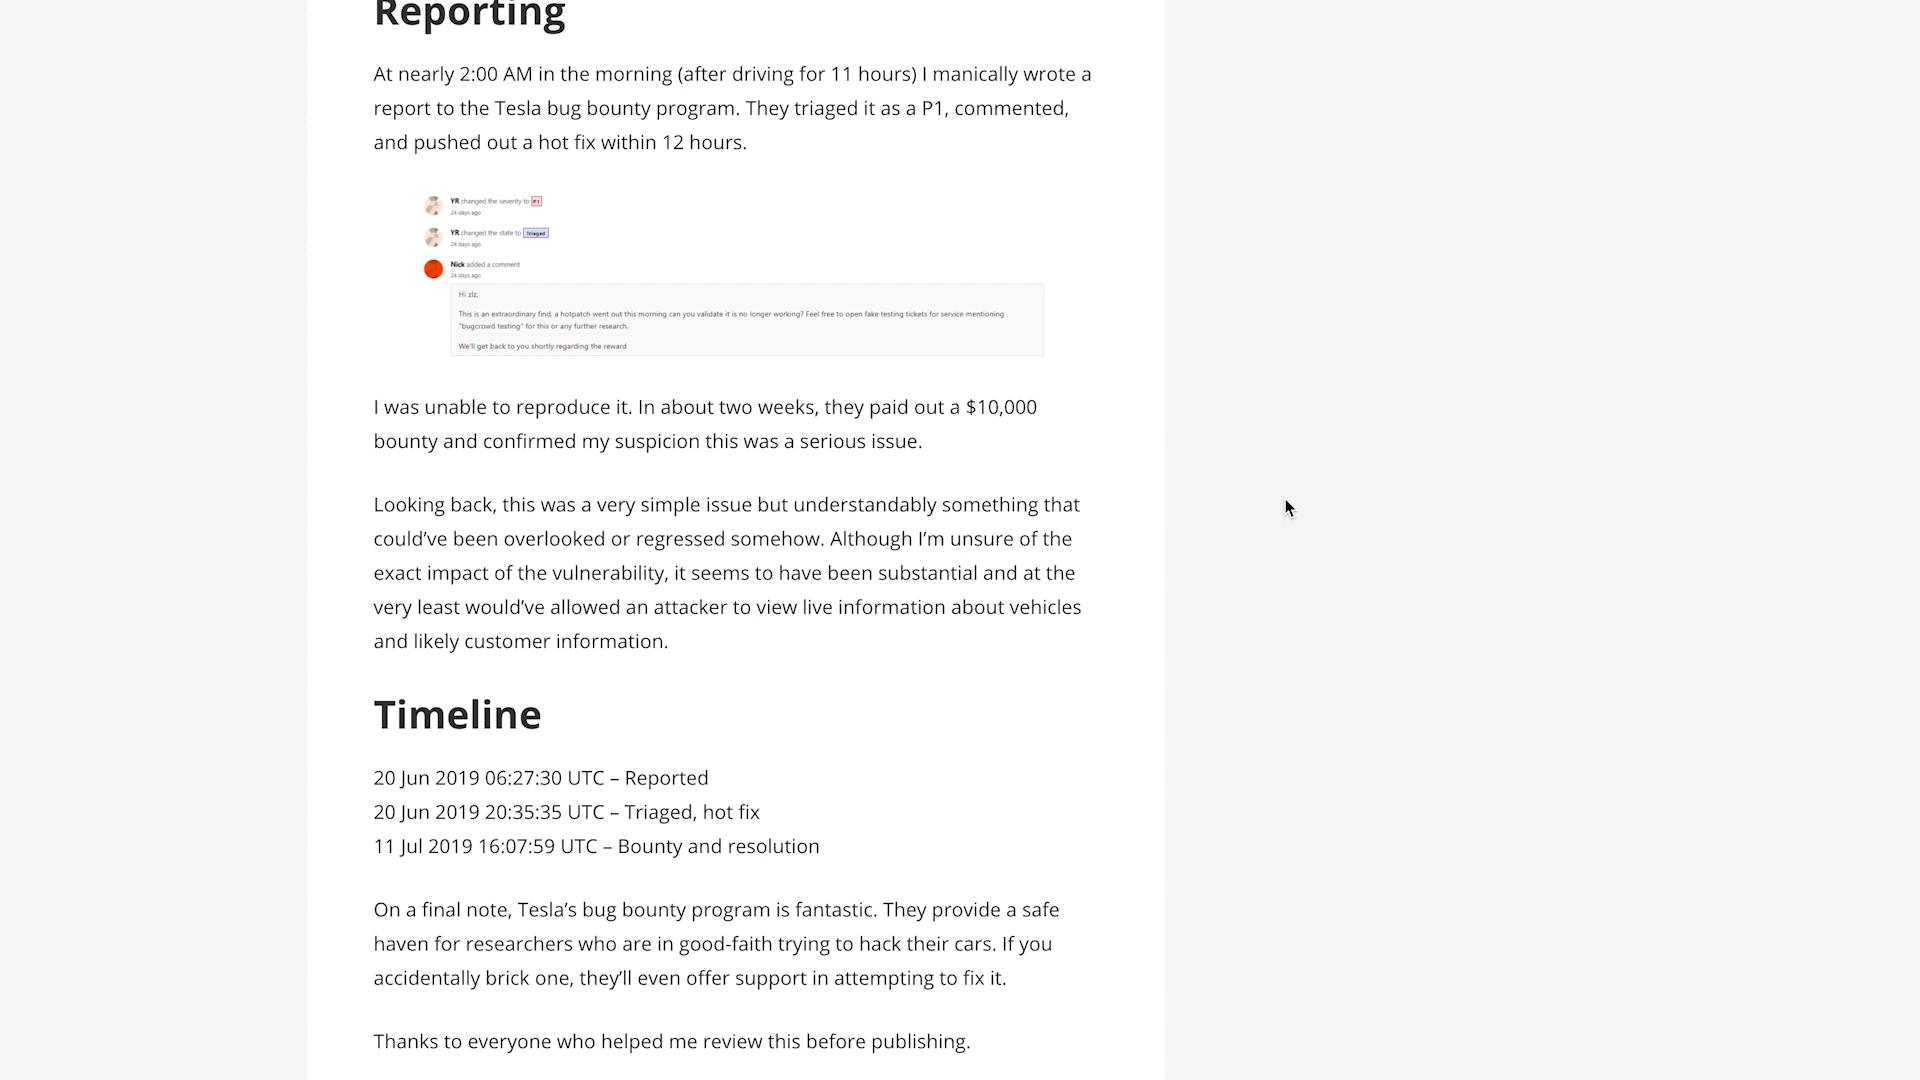 Reporting
At nearly 2:00 AM in the morning (after driving for 11 hours) I manically wrote a
report to the Tesla bug bounty program. They triaged it as a P1, commented,
and pushed out a hot fix within 12 hours.
YR changed the severity to P1
24 days ago
YR changed the state to Triaged
24 days ago
Nick added a comment
24 days ago
Hi zlz,
This is an extraordinary find, a hotpatch went out this morning can you validate it is no longer working? Feel free to open fake testing tickets for service mentioning
"bugcrowd testing" for this or any further research.
We'll get back to you shortly regarding the reward
I was unable to reproduce it. In about two weeks, they paid out a $10,000
bounty and confirmed my suspicion this was a serious issue.
Looking back, this was a very simple issue but understandably something that
could’ve been overlooked or regressed somehow. Although I’m unsure of the
exact impact of the vulnerability, it seems to have been substantial and at the
very least would’ve allowed an attacker to view live information about vehicles
and likely customer information.
Timeline
20 Jun 2019 06:27:30 UTC – Reported
20 Jun 2019 20:35:35 UTC – Triaged, hot fix
11 Jul 2019 16:07:59 UTC – Bounty and resolution
On a final note, Tesla’s bug bounty program is fantastic. They provide a safe
haven for researchers who are in good-faith trying to hack their cars. If you
accidentally brick one, they’ll even offer support in attempting to fix it.
Thanks to everyone who helped me review this before publishing.